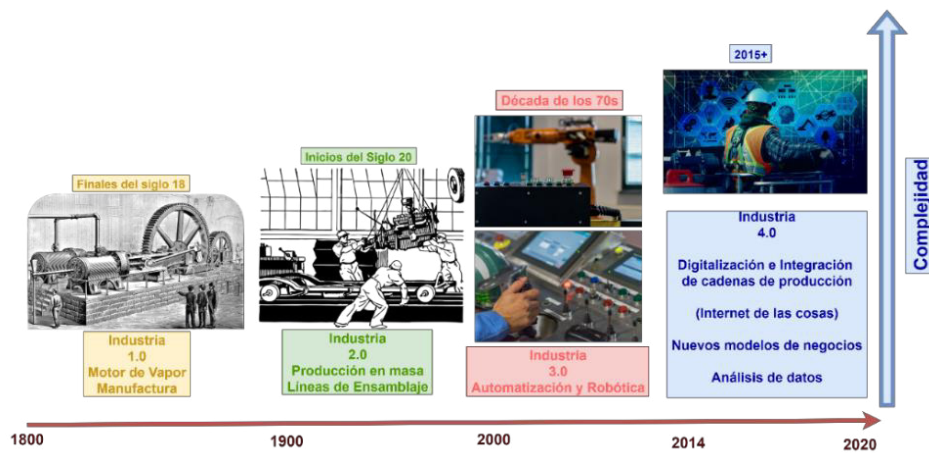 2015+
Década de los 70s
Inicios del Siglo 20
Finales del siglo 18
Complejidad
Industria
1.0
Motor de Vapor
Manufactura
Industria
2.0
Producción en masa
Líneas de Ensamblaje
Industria
3.0
Automatización y Robótica
Industria
4.0
Digitalización e Integración
de cadenas de producción
(Internet de las cosas)
Nuevos modelos de negocios
Análisis de datos
1800
1900
2000
2014
2020